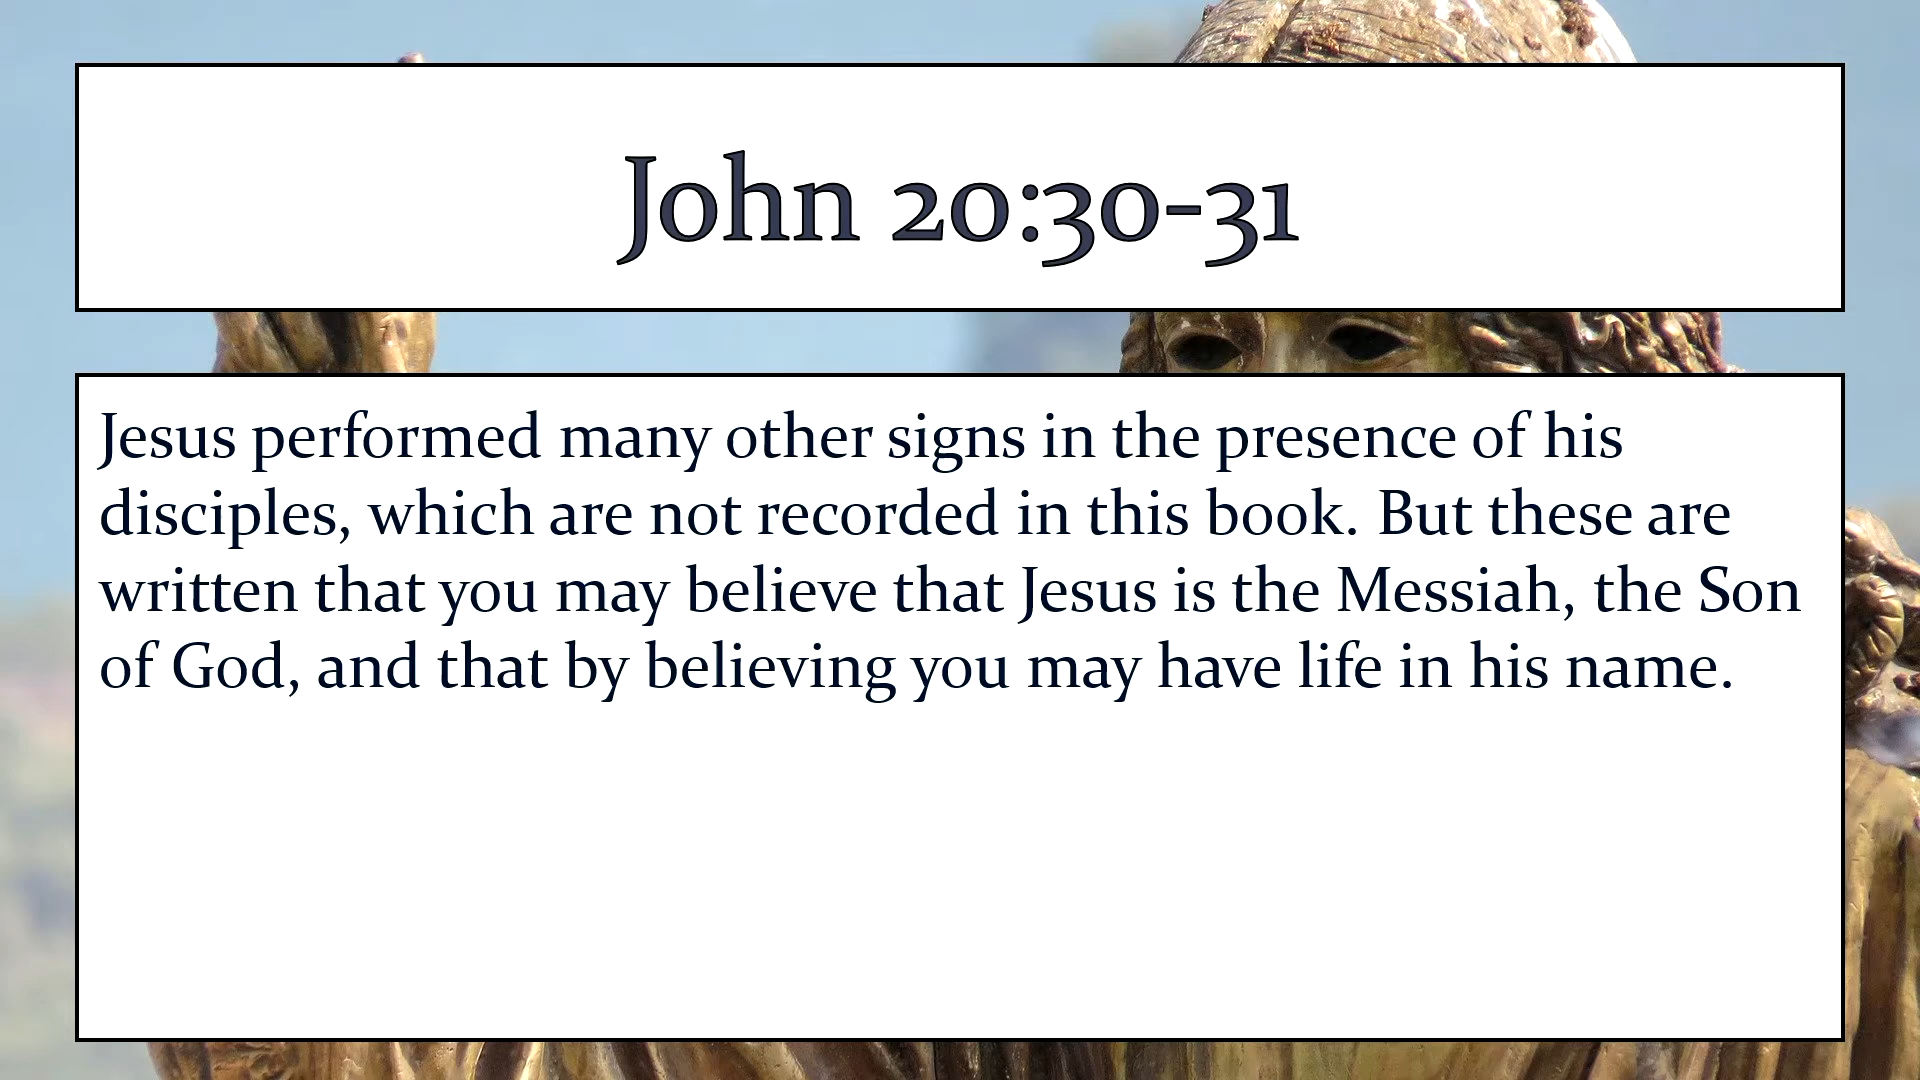 John 20:30-31
Jesus performed many other signs in the presence of his
disciples, which are not recorded in this book. But these are
written that you may believe that Jesus is the Messiah, the Son
of God, and that by believing you may have life in his name.